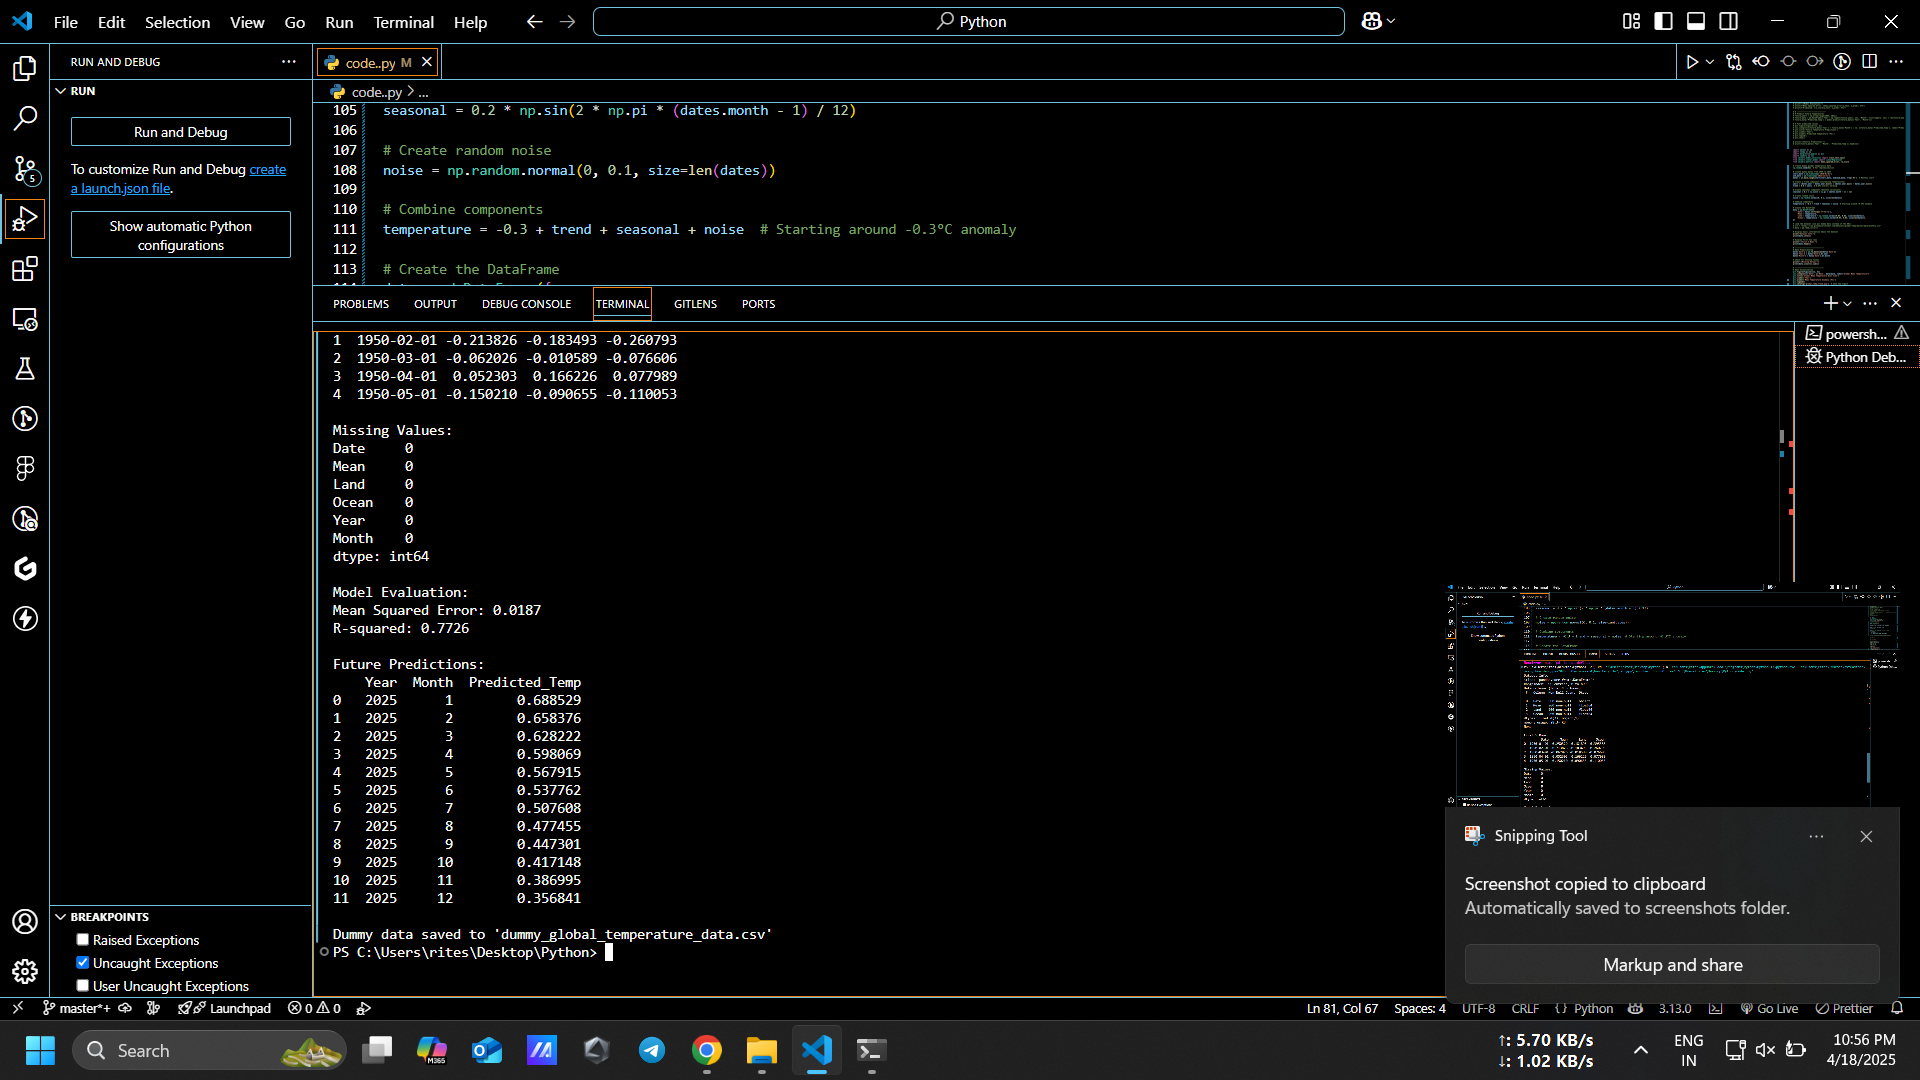 File Edit Selection View Go Run Terminal Help
Python
RUN AND DEBUG
RUN
Run and Debug
To customize Run and Debug create
a launch.json file.
Show automatic Python
configurations
code..py M
code..py > ...
105 seasonal = 0.2 * np.sin(2 * np.pi * (dates.month - 1) / 12)
106
107 # Create random noise
108 noise = np.random.normal(0, 0.1, size=len(dates))
109
110 # Combine components
111 temperature = -0.3 + trend + seasonal + noise # Starting around -0.3°C anomaly
112
113 # Create the DataFrame
PROBLEMS OUTPUT DEBUG CONSOLE TERMINAL GITLENS PORTS
powersh...
Python Deb...
1 1950-02-01 -0.213826 -0.183493 -0.260793
2 1950-03-01 -0.062026 -0.010589 -0.076606
3 1950-04-01 0.052303 0.166226 0.077989
4 1950-05-01 -0.150210 -0.090655 -0.110053
Missing Values:
Date 0
Mean 0
Land 0
Ocean 0
Year 0
Month 0
dtype: int64
Model Evaluation:
Mean Squared Error: 0.0187
R-squared: 0.7726
Future Predictions:
Year Month Predicted_Temp
0 2025 1 0.688529
1 2025 2 0.658376
2 2025 3 0.628222
3 2025 4 0.598069
4 2025 5 0.567915
5 2025 6 0.537762
6 2025 7 0.507608
7 2025 8 0.477455
8 2025 9 0.447301
9 2025 10 0.417148
10 2025 11 0.386995
11 2025 12 0.356841
Dummy data saved to 'dummy_global_temperature_data.csv'
PS C:\Users\rites\Desktop\Python>
BREAKPOINTS
Raised Exceptions
Uncaught Exceptions
User Uncaught Exceptions
Snipping Tool
Screenshot copied to clipboard
Automatically saved to screenshots folder.
Markup and share
5
master*+ Launchpad 0 0
Ln 81, Col 67 Spaces: 4 UTF-8 CRLF {} Python 3.13.0 Go Live Prettier
Search
M365
↑: 5.70 KB/s
↓: 1.02 KB/s
ENG
IN
10:56 PM
4/18/2025